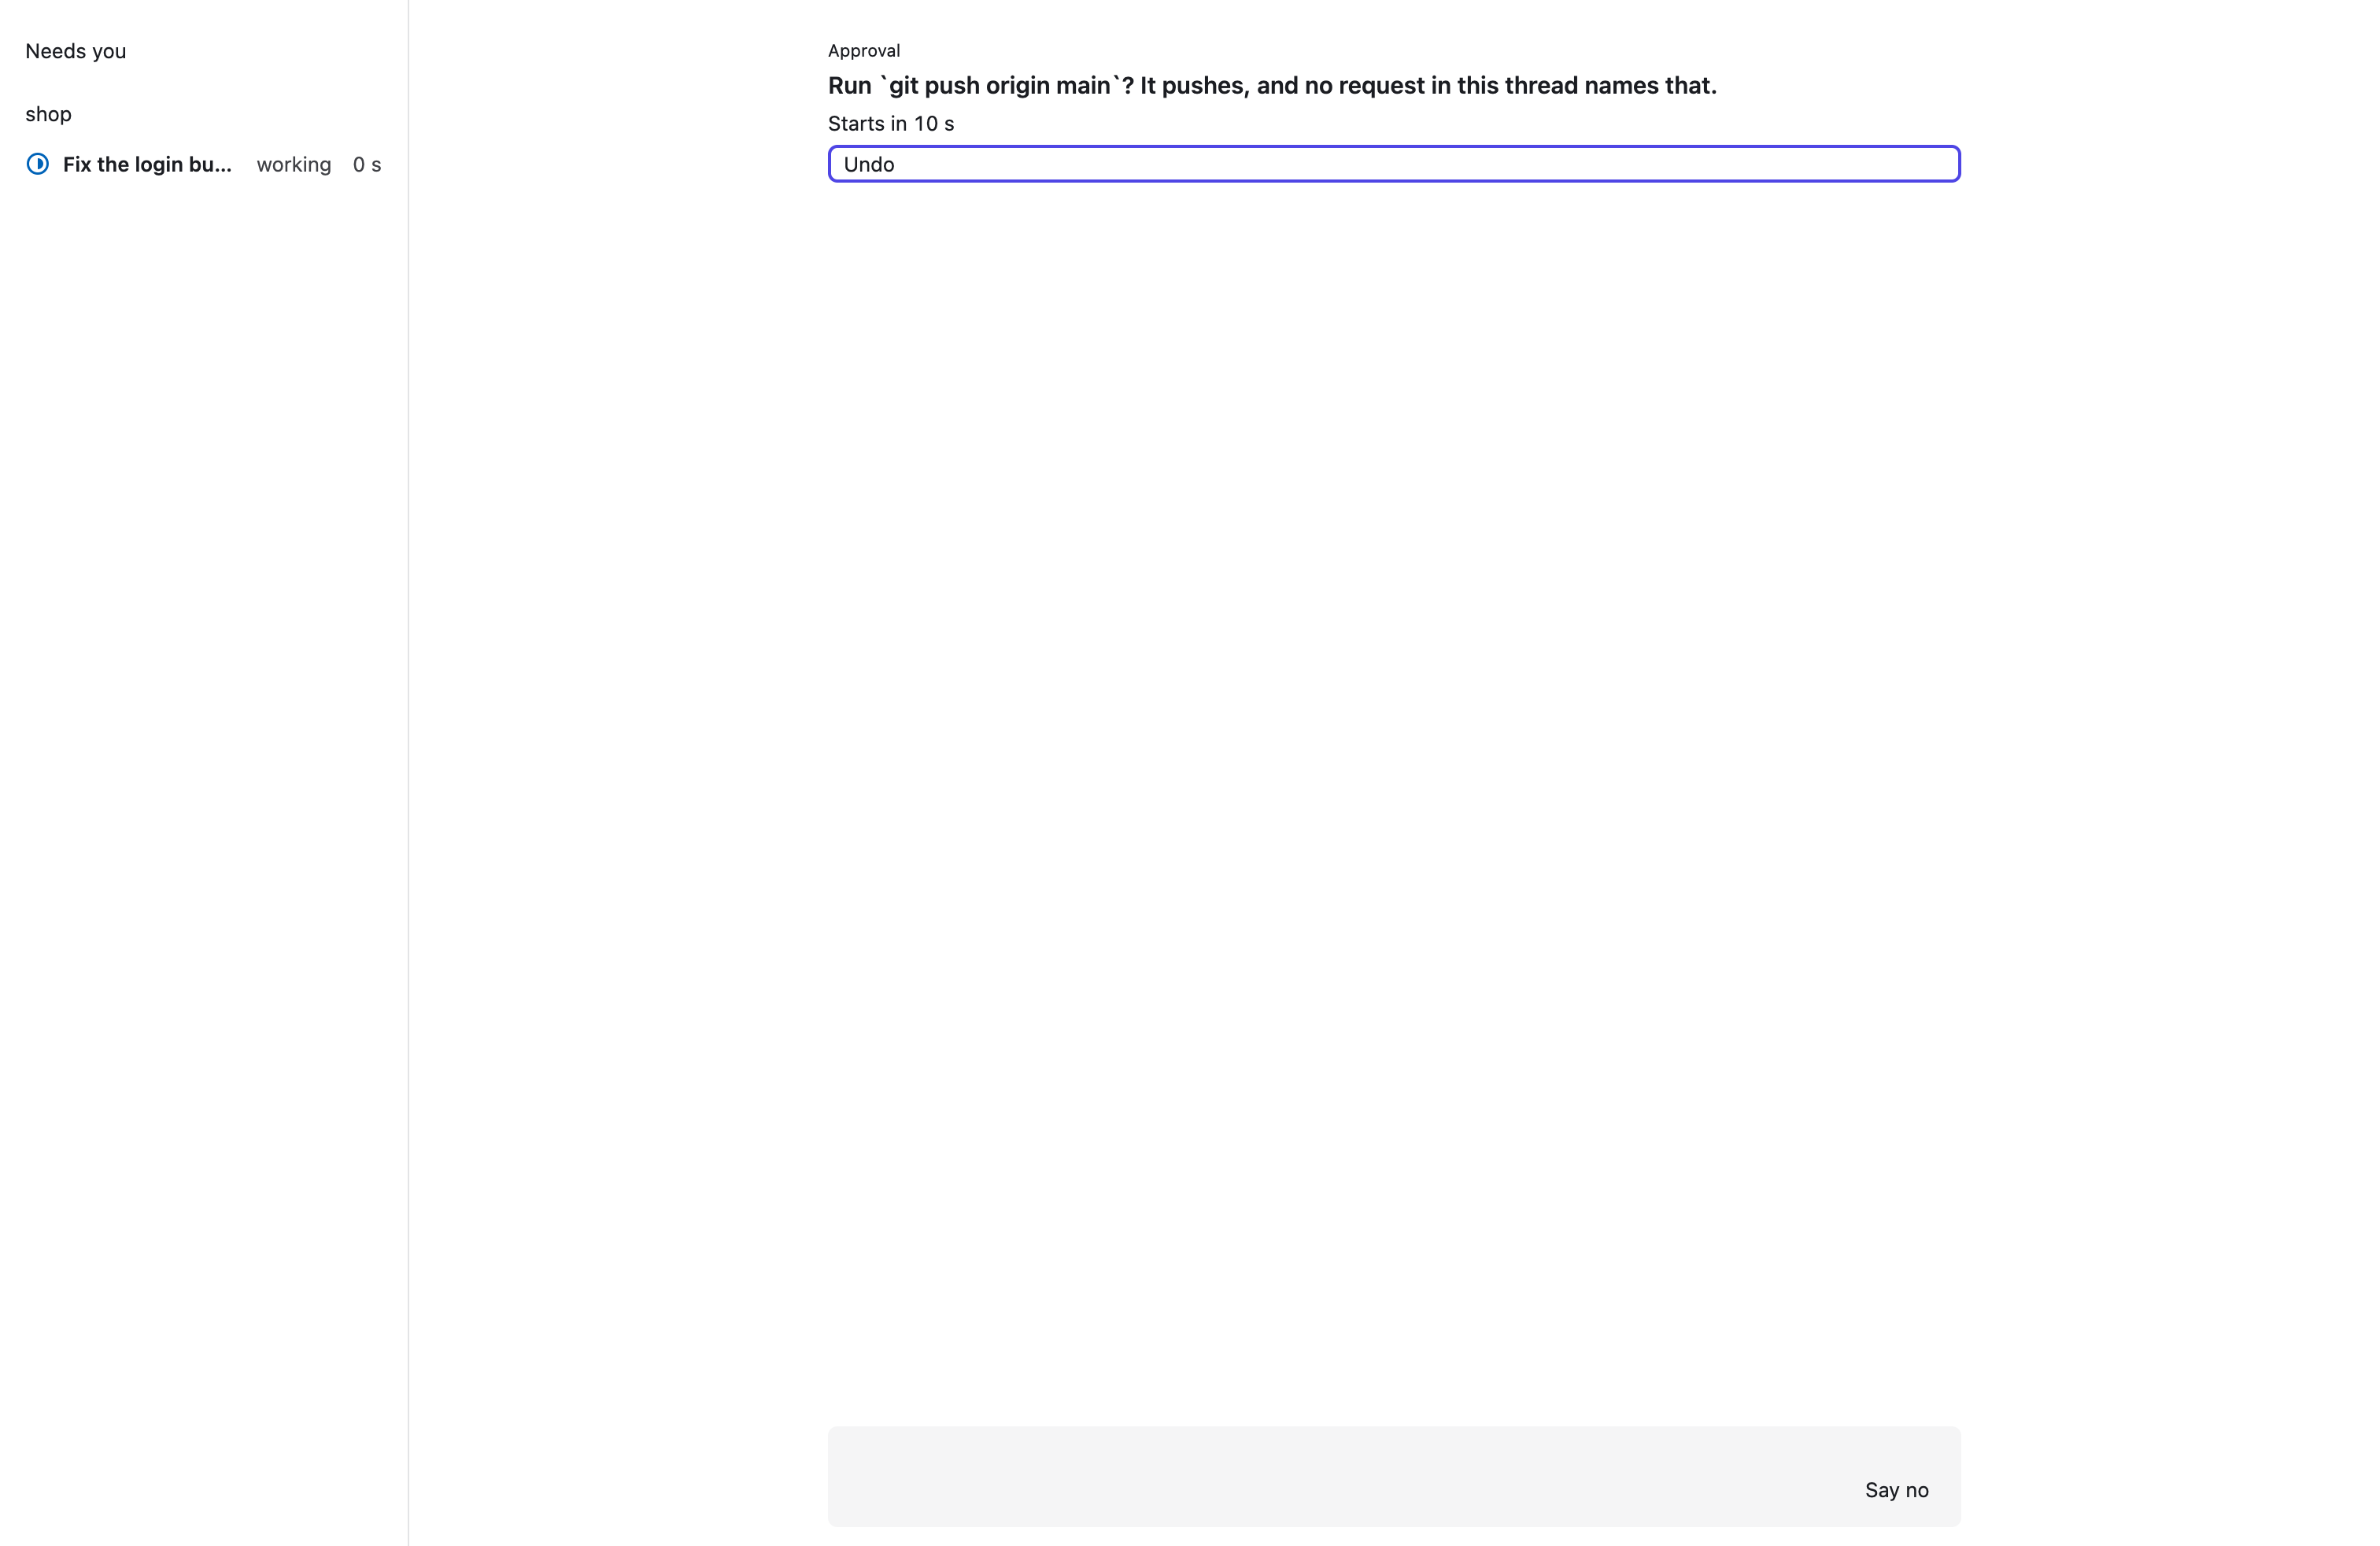 Needs you
shop
Fix the login bu... working 0 s
Approval
Run `git push origin main`? It pushes, and no request in this thread names that.
Starts in 10 s
Undo
Say no